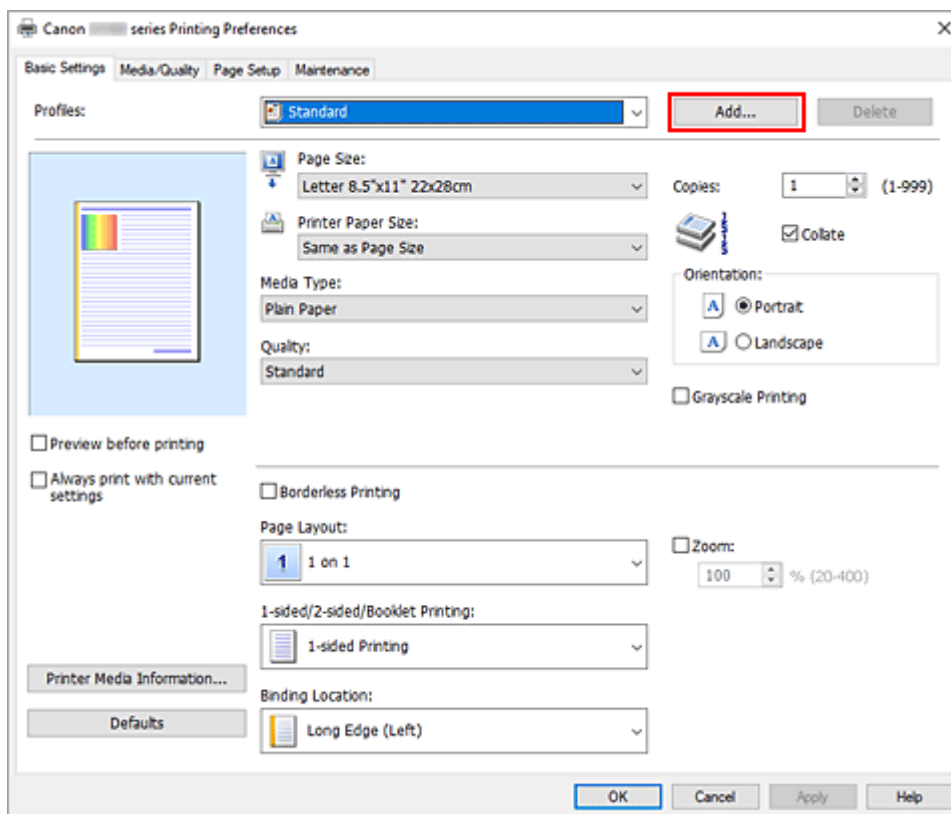 Canon series Printing Preferences
Basic Settings Media/Quality Page Setup Maintenance
Profiles: Standard Add... Delete
Page Size:
Letter 8.5"x11" 22x28cm
Copies: 1 (1-999)
Printer Paper Size:
Same as Page Size
Collate
Media Type:
Plain Paper
Orientation:
A Portrait
A Landscape
Quality:
Standard
Grayscale Printing
Preview before printing
Always print with current
settings
Borderless Printing
Page Layout:
1 1 on 1
Zoom:
100 % (20-400)
1-sided/2-sided/Booklet Printing:
1-sided Printing
Printer Media Information...
Binding Location:
Defaults
Long Edge (Left)
OK Cancel Apply Help